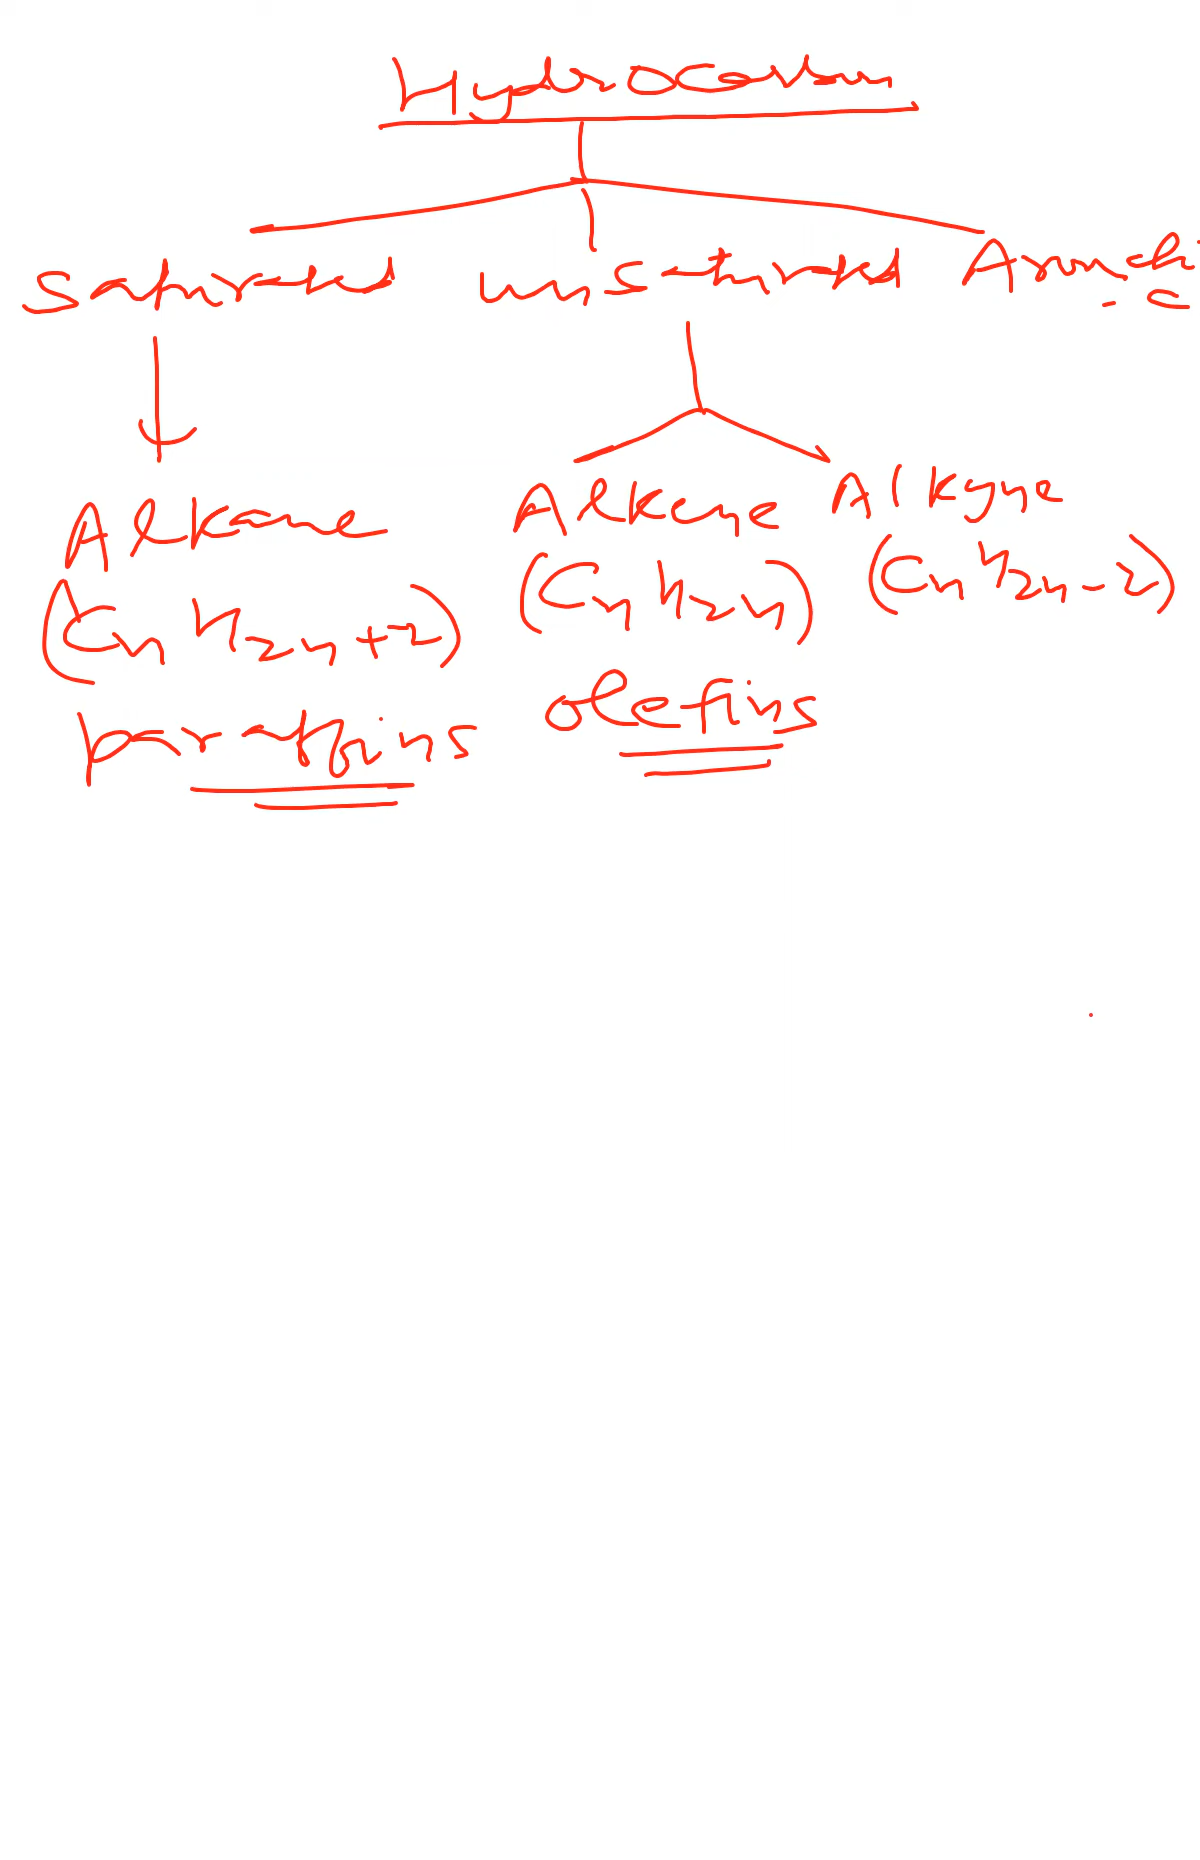 Hydrocarbon
Saturated unsaturated Aromatic
Alkane Alkene Alkyne
(CnH2n+2) (CnH2n) (CnH2n-2)
paraffins olefins